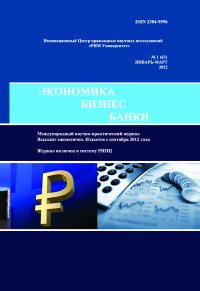 ISSN 2304-9596
Инновационный Центр прикладных научных исследований
«РИМ Университет»
№ 1 (63)
ЯНВАРЬ-МАРТ
2022
ЭКОНОМИКА
БИЗНЕС
БАНКИ
Международный научно-практический журнал
Выходит ежемесячно. Издается с сентября 2012 года
Журнал включен в систему РИНЦ